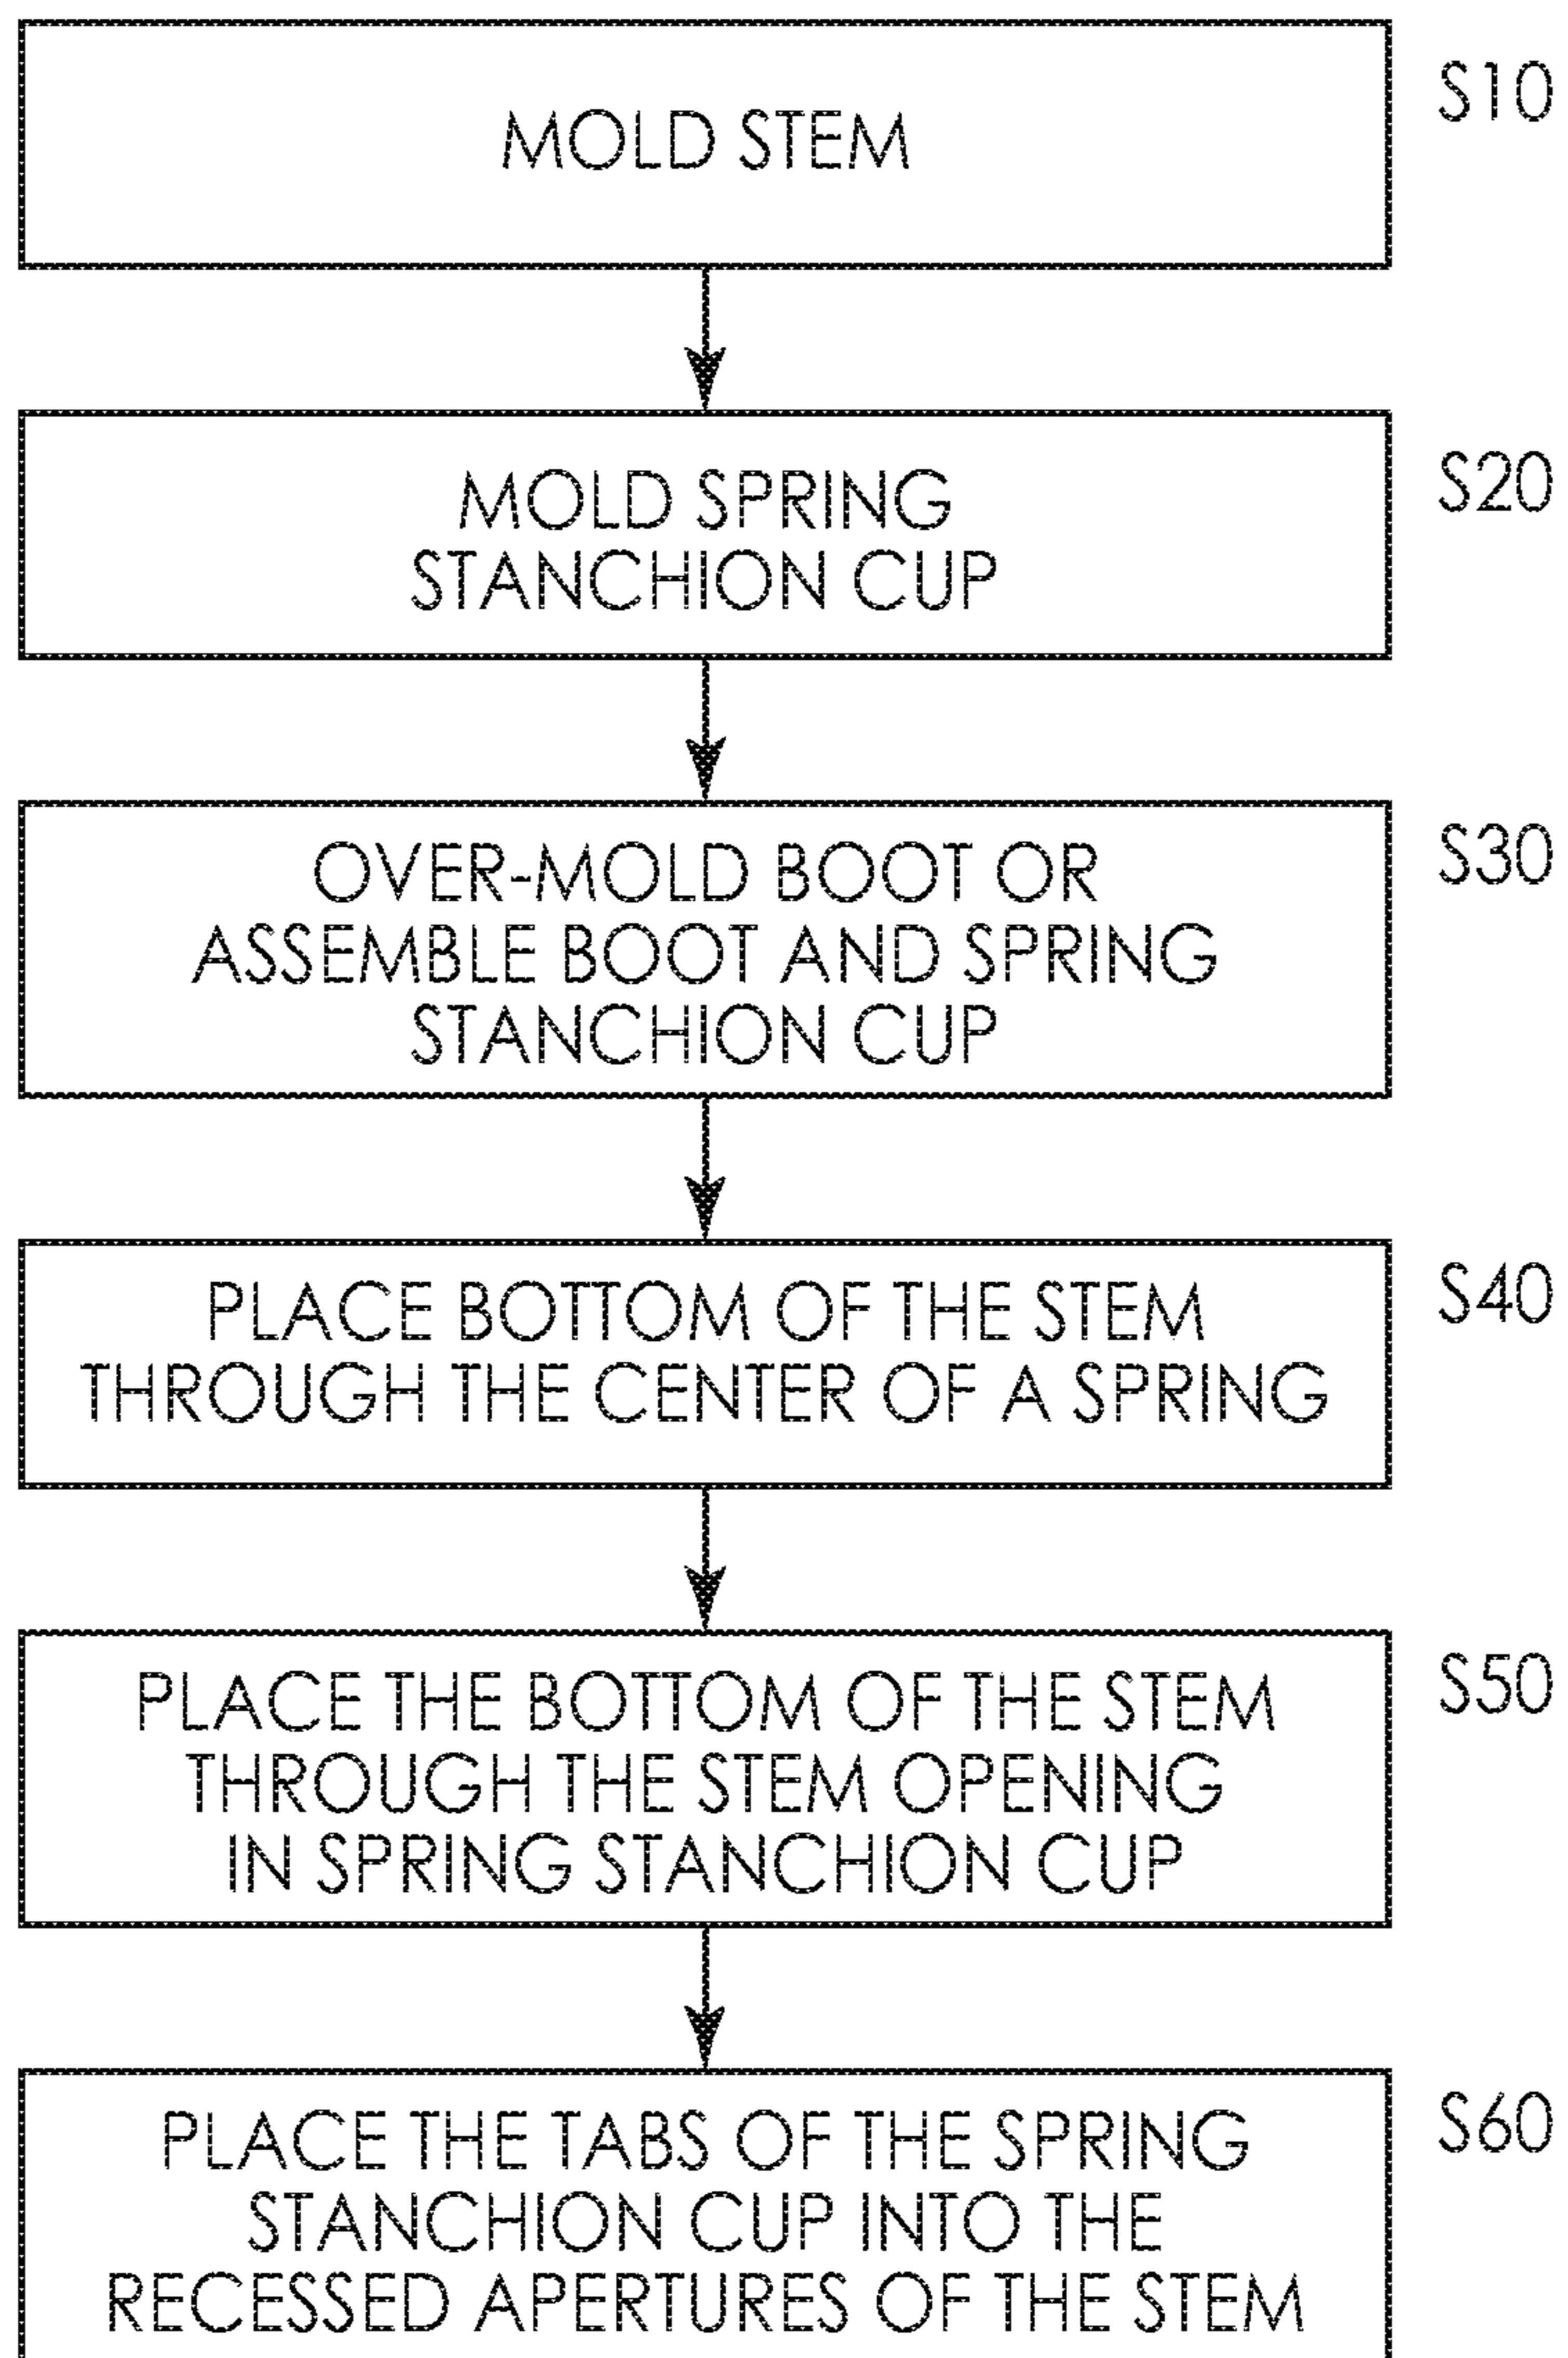 MOLD STEM
S10
MOLD SPRING
STANCHION CUP
S20
OVER-MOLD BOOT OR
ASSEMBLE BOOT AND SPRING
STANCHION CUP
S30
PLACE BOTTOM OF THE STEM
THROUGH THE CENTER OF A SPRING
S40
PLACE THE BOTTOM OF THE STEM
THROUGH THE STEM OPENING
IN SPRING STANCHION CUP
S50
PLACE THE TABS OF THE SPRING
STANCHION CUP INTO THE
RECESSED APERTURES OF THE STEM
S60